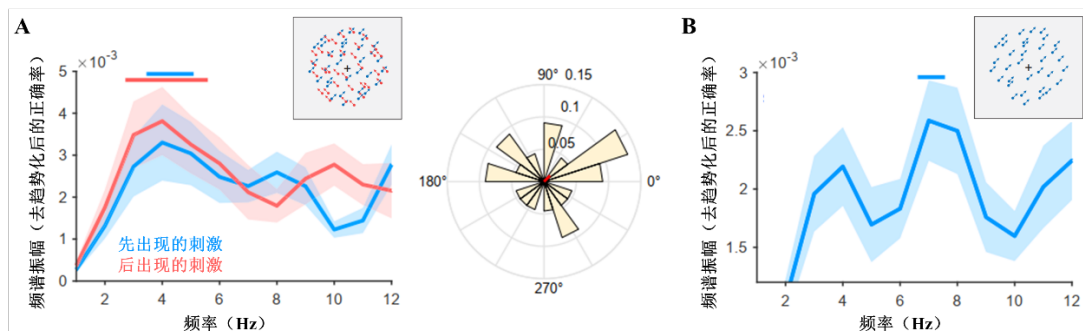 A
×10⁻³
5
4
3
2
1
0
频谱振幅（去趋势化后的正确率）
先出现的刺激
后出现的刺激
2 4 6 8 10 12
频率（Hz）
90° 0.15
0.1
0.05
180°
0°
270°
B
×10⁻³
3
2.5
2
1.5
频谱振幅（去趋势化后的正确率）
2 4 6 8 10 12
频率（Hz）